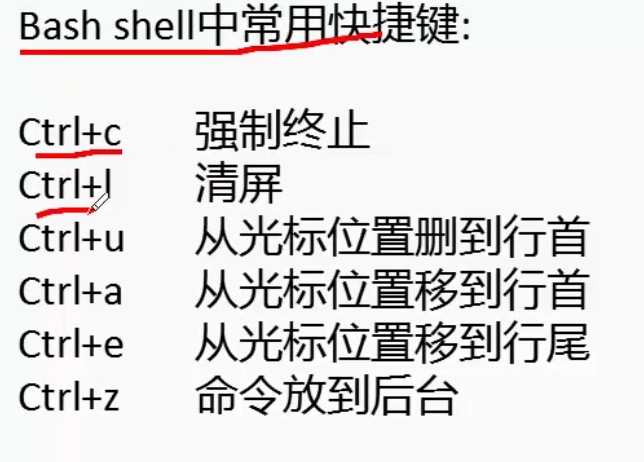 Bash shell中常用快捷键:
Ctrl+c 强制终止
Ctrl+l 清屏
Ctrl+u 从光标位置删到行首
Ctrl+a 从光标位置移到行首
Ctrl+e 从光标位置移到行尾
Ctrl+z 命令放到后台